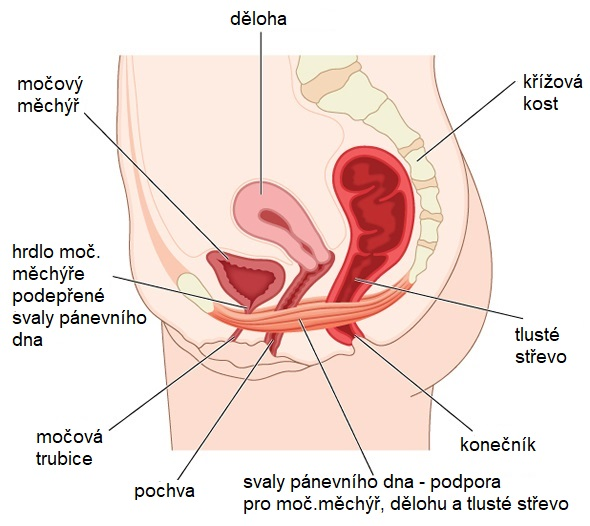 děloha
močový
měchýř
křížová
kost
hrdlo moč.
měchýře
podepřené
svaly pánevního
dna
tlusté
střevo
močová
trubice
konečník
pochva
svaly pánevního dna - podpora
pro moč.měchýř, dělohu a tlusté střevo